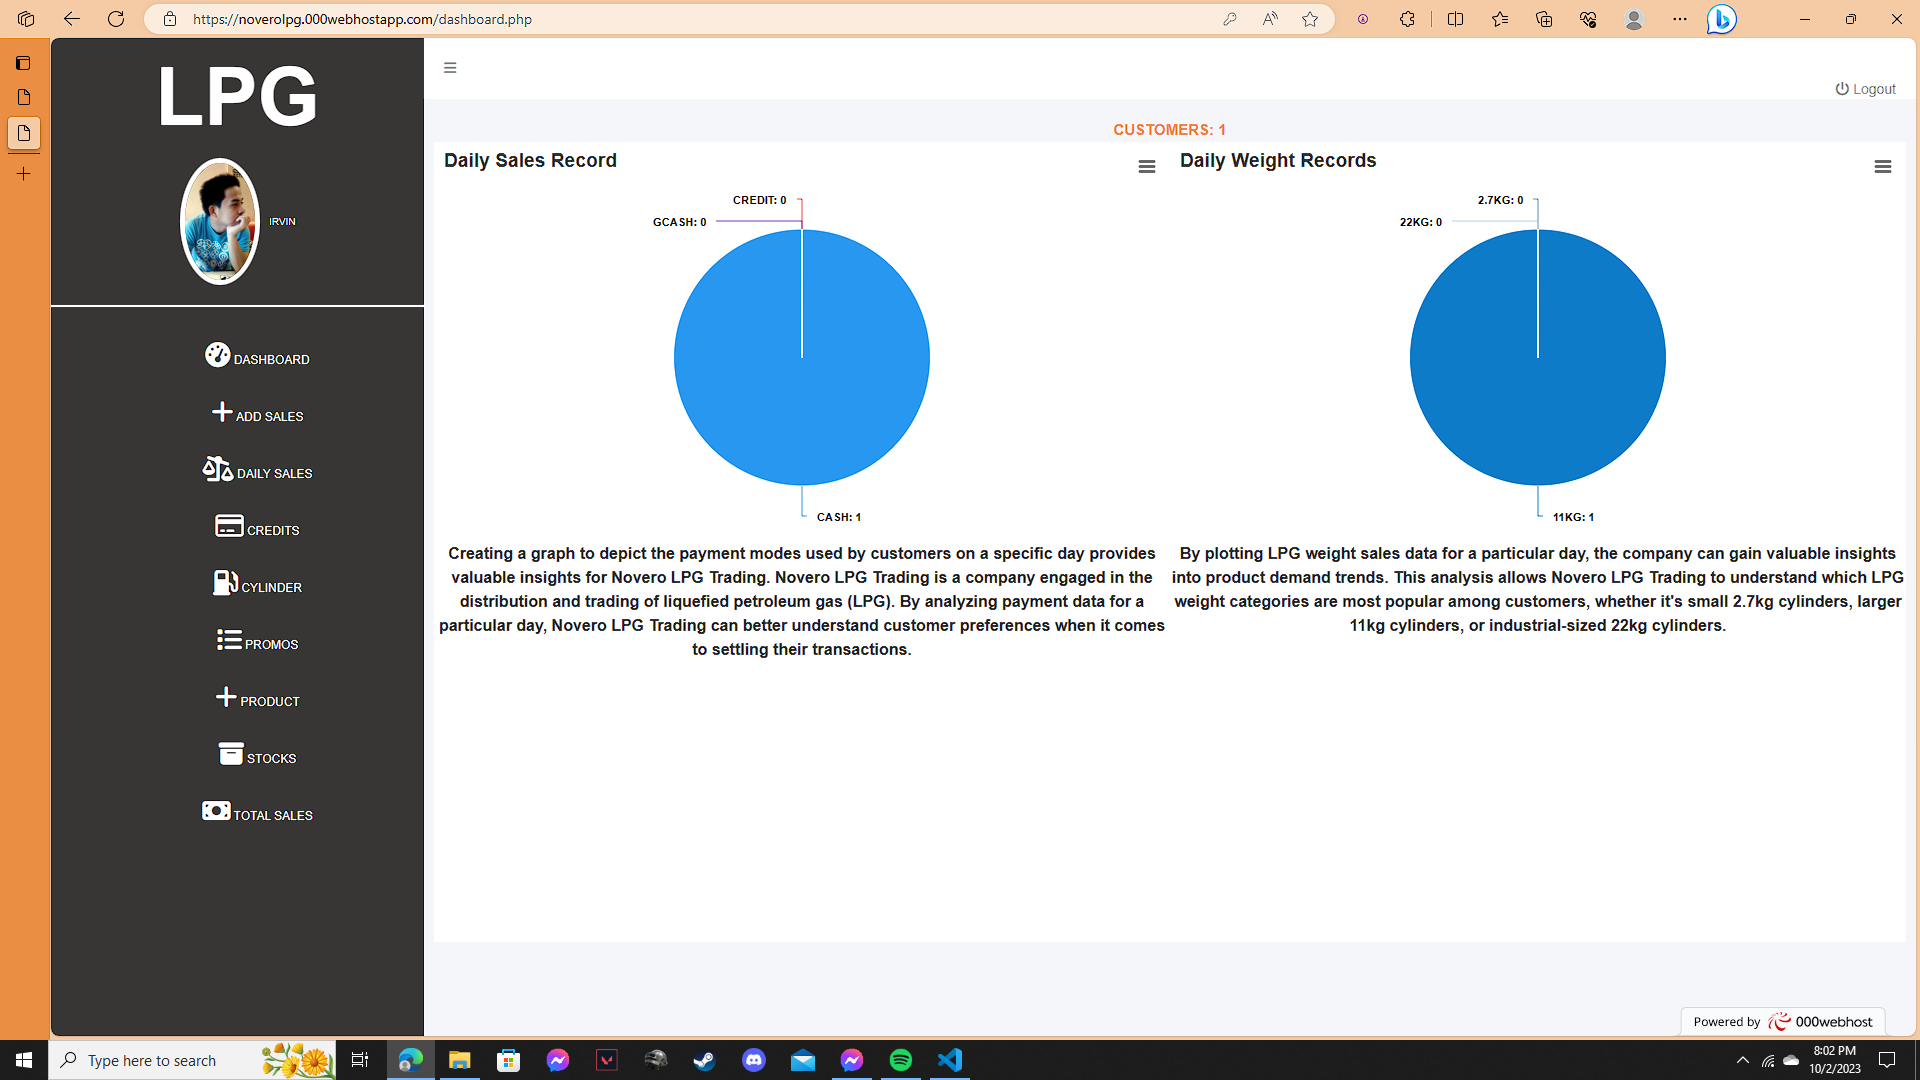 https://noverolpg.000webhostapp.com/dashboard.php
LPG
IRVIN
DASHBOARD
ADD SALES
DAILY SALES
CREDITS
CYLINDER
PROMOS
PRODUCT
STOCKS
TOTAL SALES
Logout
CUSTOMERS: 1
Daily Sales Record
CREDIT: 0
GCASH: 0
CASH: 1
Creating a graph to depict the payment modes used by customers on a specific day provides
valuable insights for Novero LPG Trading. Novero LPG Trading is a company engaged in the
distribution and trading of liquefied petroleum gas (LPG). By analyzing payment data for a
particular day, Novero LPG Trading can better understand customer preferences when it comes
to settling their transactions.
Daily Weight Records
2.7KG: 0
22KG: 0
11KG: 1
By plotting LPG weight sales data for a particular day, the company can gain valuable insights
into product demand trends. This analysis allows Novero LPG Trading to understand which LPG
weight categories are most popular among customers, whether it's small 2.7kg cylinders, larger
11kg cylinders, or industrial-sized 22kg cylinders.
Powered by 000webhost
Type here to search
8:02 PM
10/2/2023